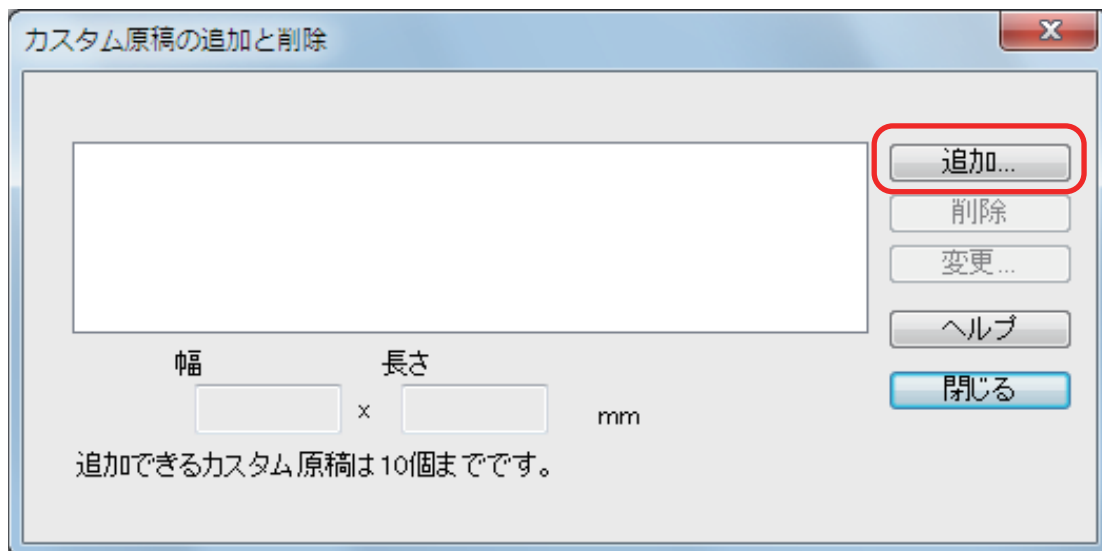 カスタム原稿の追加と削除
追加...
削除
変更...
ヘルプ
閉じる
幅 長さ
x mm
追加できるカスタム原稿は10個までです。